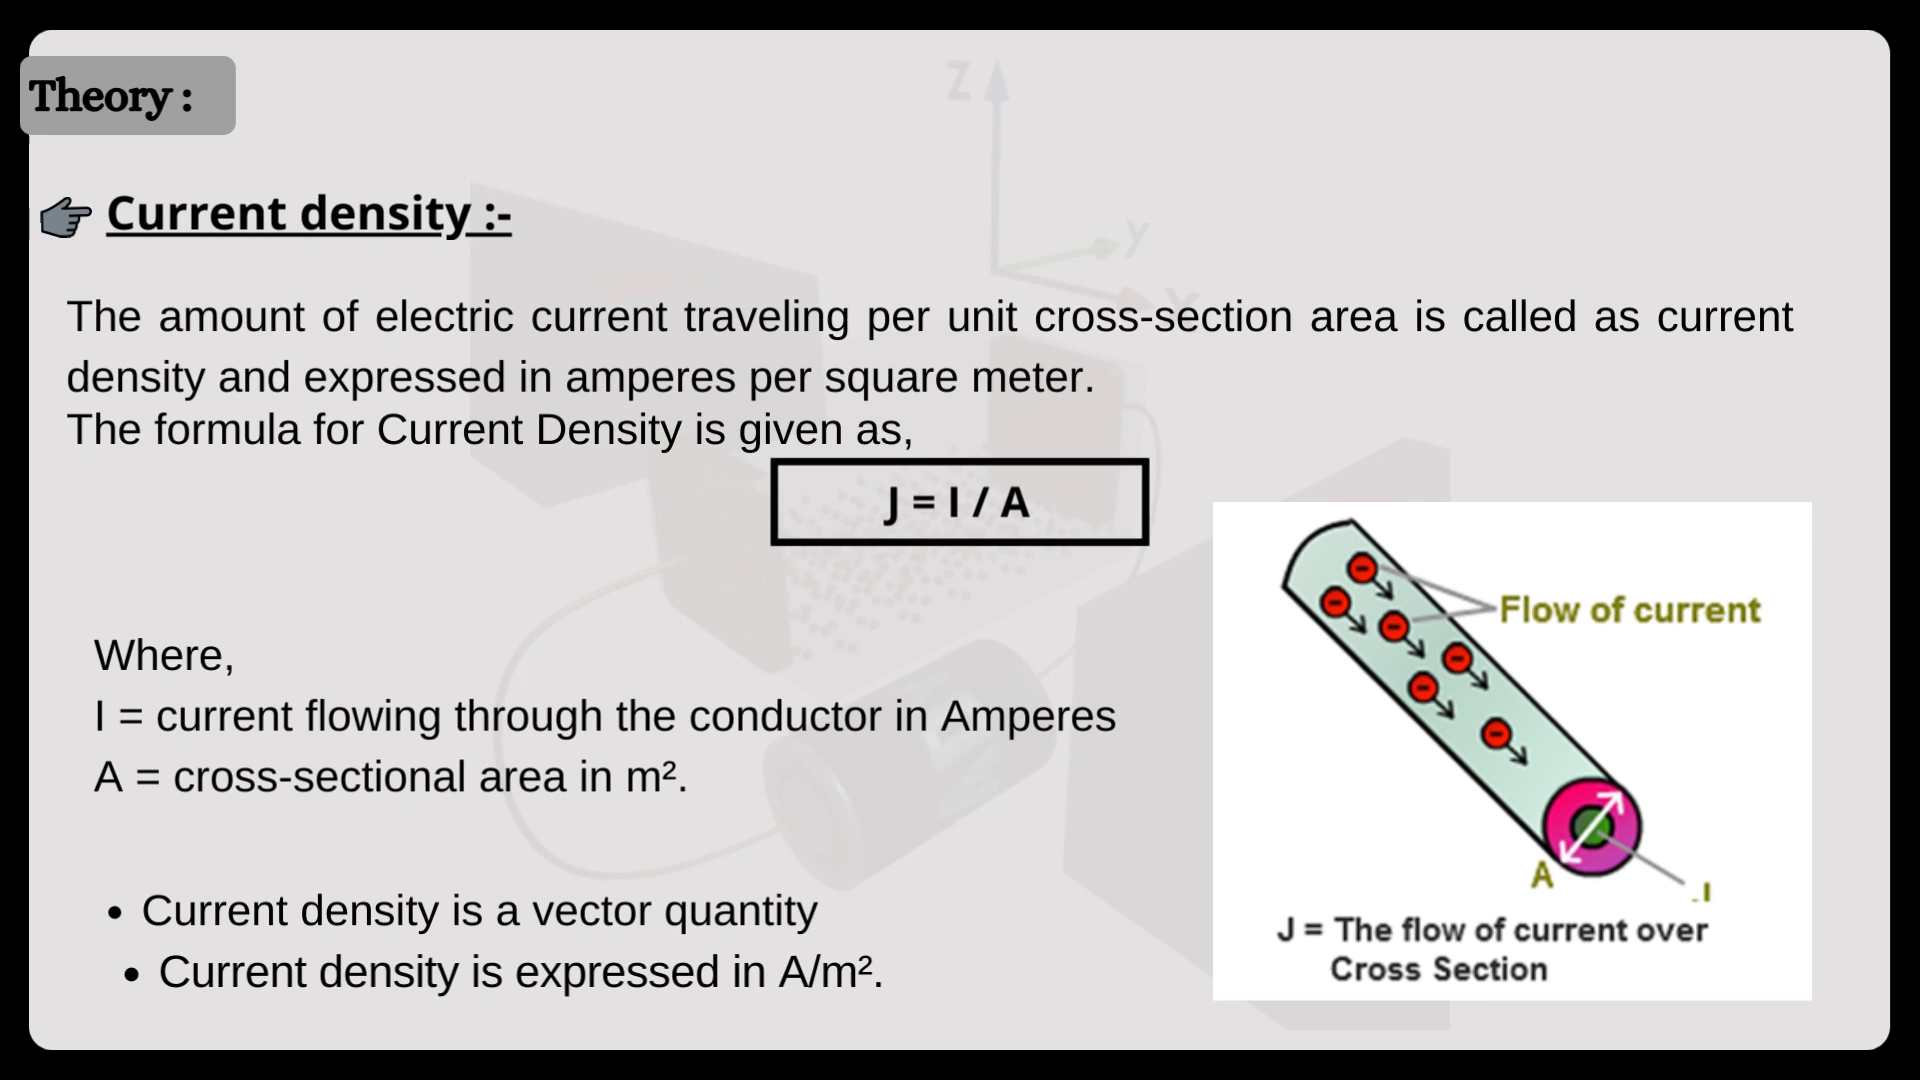 Z
Theory :
y
Current density :-
X
The amount of electric current traveling per unit cross-section area is called as current
density and expressed in amperes per square meter.
The formula for Current Density is given as,
J = I / A
Where,
I = current flowing through the conductor in Amperes
A = cross-sectional area in m².
Flow of current
A
J = The flow of current over
Cross Section
• Current density is a vector quantity
• Current density is expressed in A/m².